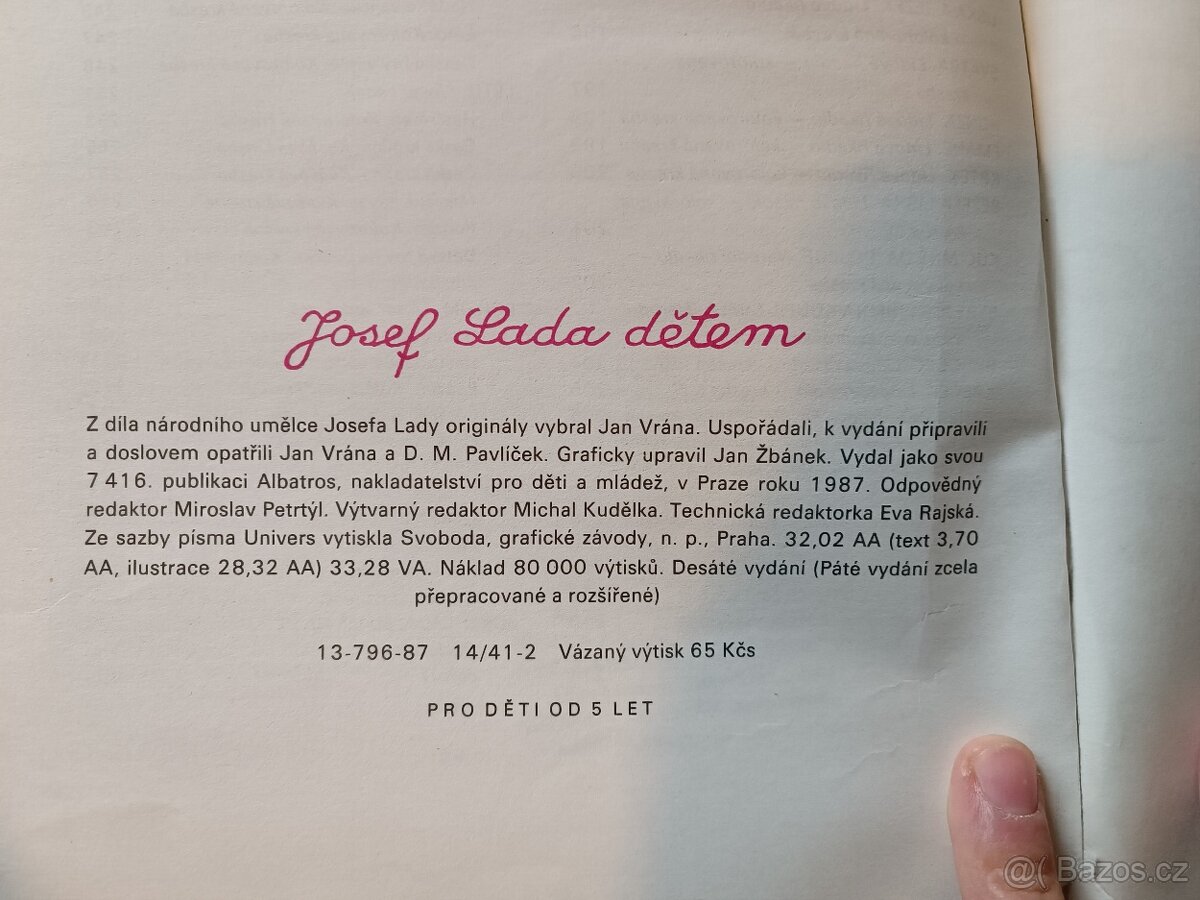 Josef Lada dětem
Z díla národního umělce Josefa Lady originály vybral Jan Vrána. Uspořádali, k vydání připravili
a doslovem opatřili Jan Vrána a D. M. Pavlíček. Graficky upravil Jan Žbánek. Vydal jako svou
7 416. publikaci Albatros, nakladatelství pro děti a mládež, v Praze roku 1987. Odpovědný
redaktor Miroslav Petrtýl. Výtvarný redaktor Michal Kudělka. Technická redaktorka Eva Rajská.
Ze sazby písma Univers vytiskla Svoboda, grafické závody, n. p., Praha. 32,02 AA (text 3,70
AA, ilustrace 28,32 AA) 33,28 VA. Náklad 80 000 výtisků. Desáté vydání (Páté vydání zcela
přepracované a rozšířené)
13-796-87 14/41-2 Vázaný výtisk 65 Kčs
PRO DĚTI OD 5 LET
@( Bazos.cz